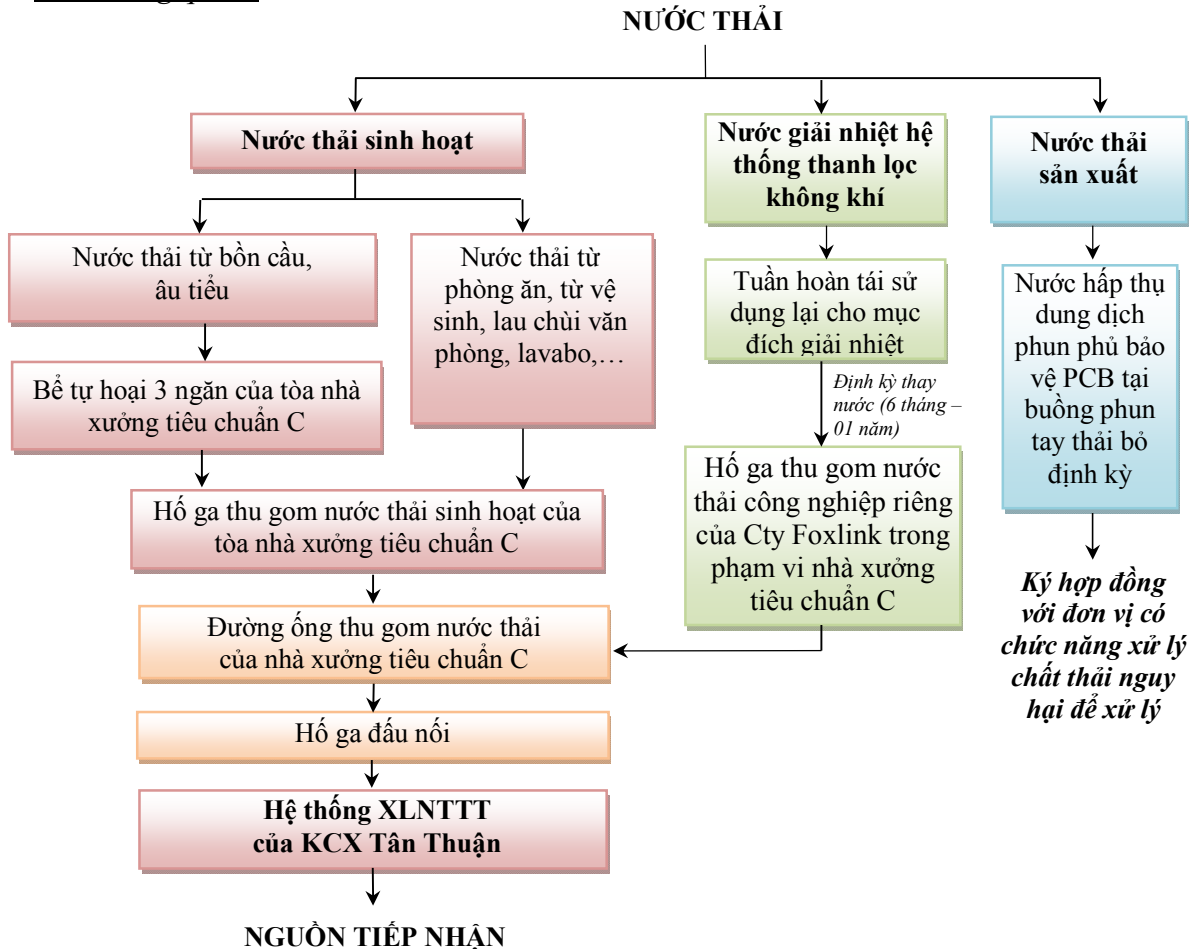 NƯỚC THẢI
Nước thải sinh hoạt
Nước giải nhiệt hệ
thống thanh lọc
không khí
Nước thải
sản xuất
Nước thải từ bồn cầu,
âu tiểu
Nước thải từ
phòng ăn, từ vệ
sinh, lau chùi văn
phòng, lavabo,…
Tuần hoàn tái sử
dụng lại cho mục
đích giải nhiệt
Nước hấp thụ
dung dịch
phun phủ bảo
vệ PCB tại
buồng phun
tay thải bỏ
định kỳ
Bể tự hoại 3 ngăn của tòa nhà
xưởng tiêu chuẩn C
Định kỳ thay
nước (6 tháng –
01 năm)
Hố ga thu gom nước thải sinh hoạt của
tòa nhà xưởng tiêu chuẩn C
Hố ga thu gom nước
thải công nghiệp riêng
của Cty Foxlink trong
phạm vi nhà xưởng
tiêu chuẩn C
Ký hợp đồng
với đơn vị có
chức năng xử lý
chất thải nguy
hại để xử lý
Đường ống thu gom nước thải
của nhà xưởng tiêu chuẩn C
Hố ga đấu nối
Hệ thống XLNTTT
của KCX Tân Thuận
NGUỒN TIẾP NHẬN